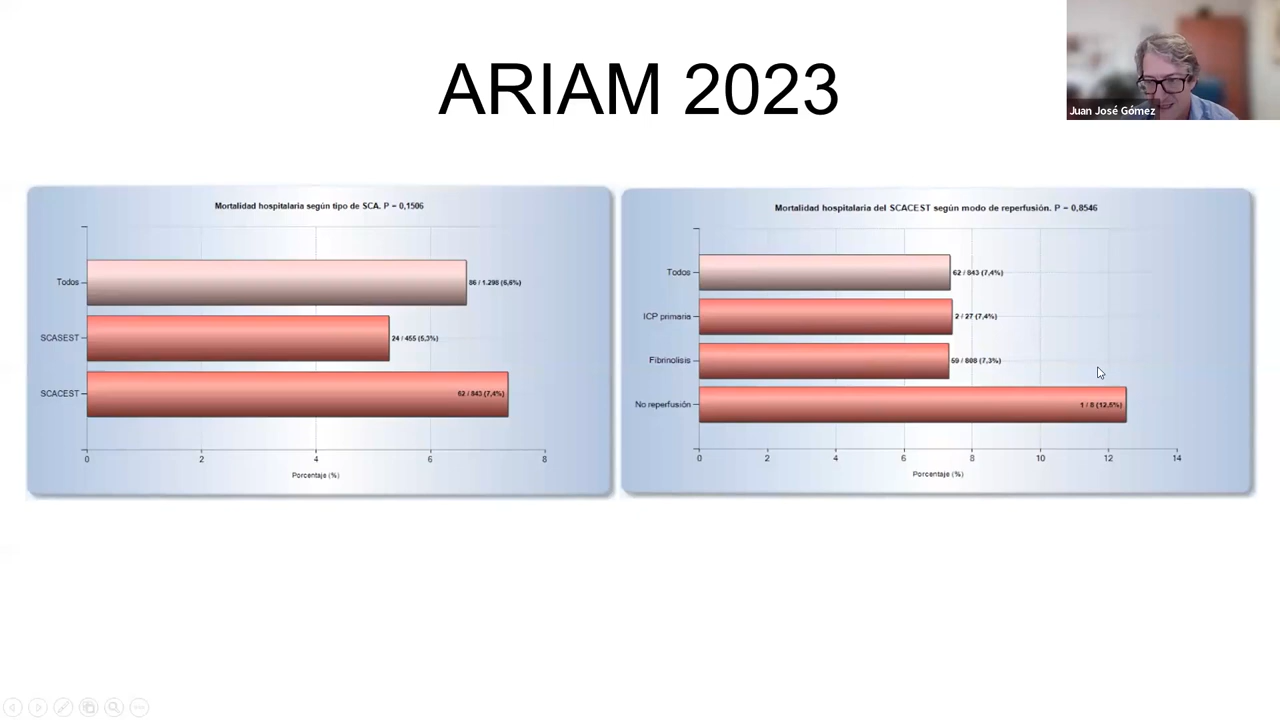 ARIAM 2023
Juan José Gómez
Mortalidad hospitalaria según tipo de SCA. P = 0,1506
Todos
86 / 1.298 (6,6%)
SCASEST
24 / 455 (5,3%)
SCACEST
62 / 843 (7,4%)
0 2 4 6 8
Porcentaje (%)
Mortalidad hospitalaria del SCACEST según modo de reperfusión. P = 0,8546
Todos
62 / 843 (7,4%)
ICP primaria
2 / 27 (7,4%)
Fibrinolisis
59 / 808 (7,3%)
No reperfusión
1 / 8 (12,5%)
0 2 4 6 8 10 12 14
Porcentaje (%)